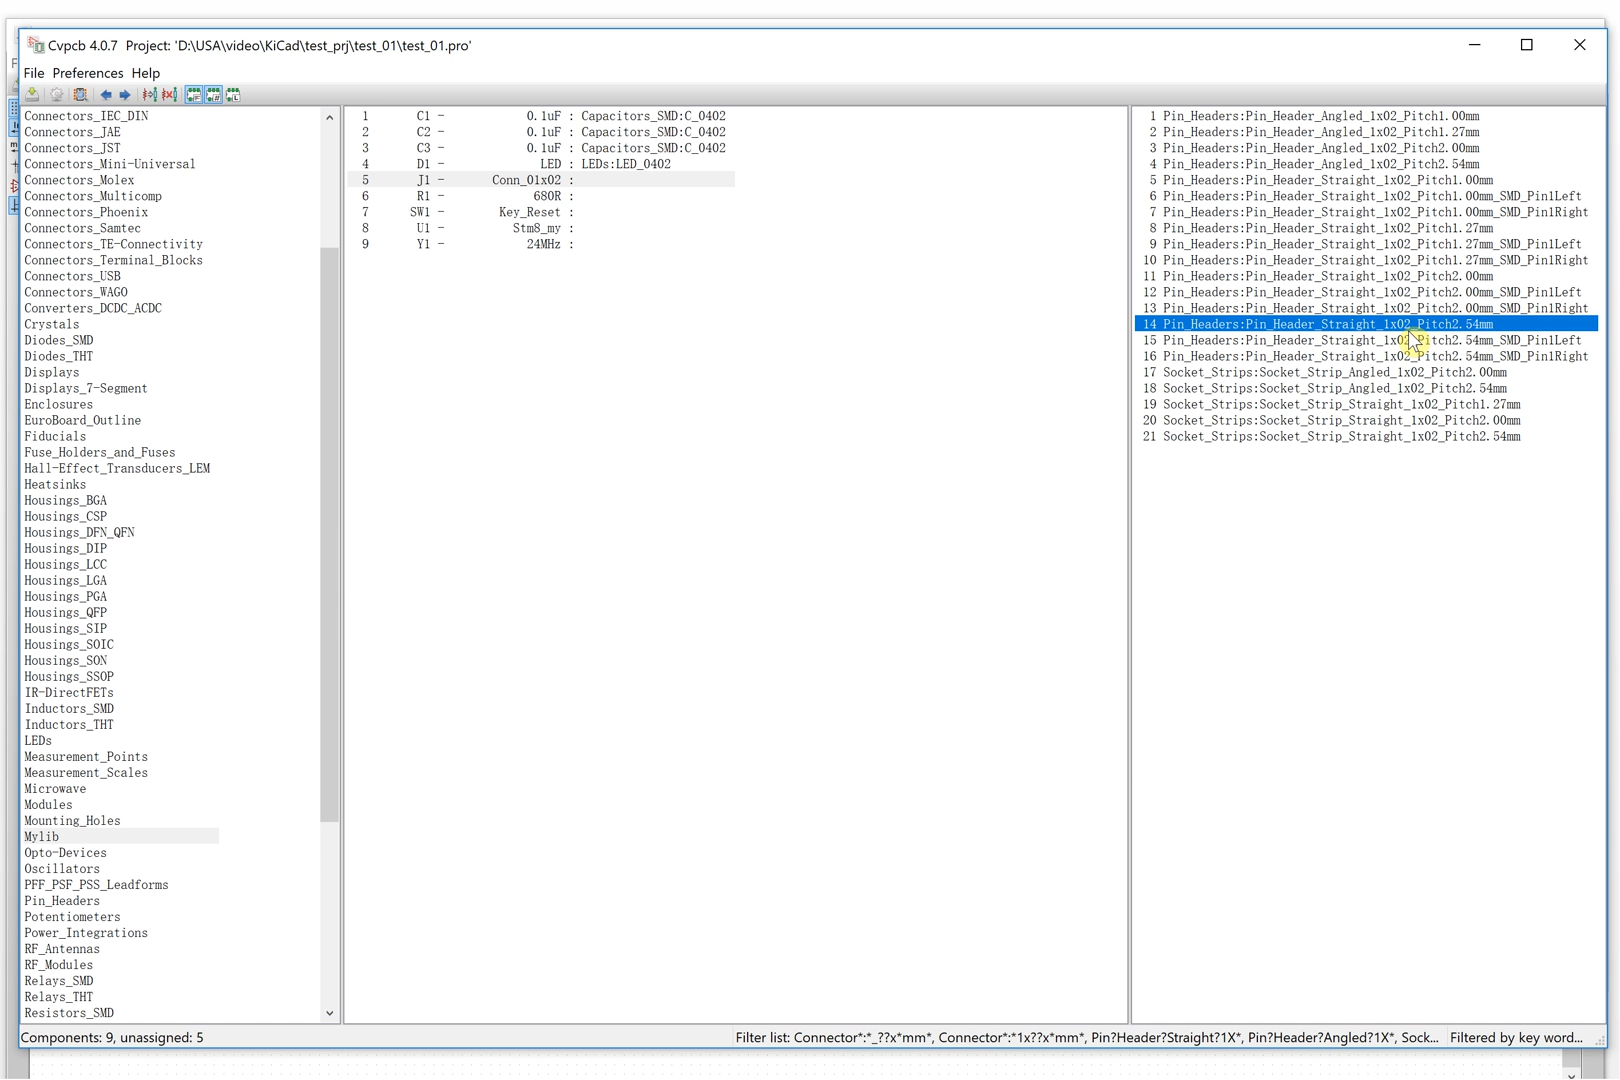 Cvpcb 4.0.7 Project: 'D:\USA\video\KiCad\test_prj\test_01\test_01.pro'
File Preferences Help
Connectors_IEC_DIN
Connectors_JAE
Connectors_JST
Connectors_Mini-Universal
Connectors_Molex
Connectors_Multicomp
Connectors_Phoenix
Connectors_Samtec
Connectors_TE-Connectivity
Connectors_Terminal_Blocks
Connectors_USB
Connectors_WAGO
Converters_DCDC_ACDC
Crystals
Diodes_SMD
Diodes_THT
Displays
Displays_7-Segment
Enclosures
EuroBoard_Outline
Fiducials
Fuse_Holders_and_Fuses
Hall-Effect_Transducers_LEM
Heatsinks
Housings_BGA
Housings_CSP
Housings_DFN_QFN
Housings_DIP
Housings_LCC
Housings_LGA
Housings_PGA
Housings_QFP
Housings_SIP
Housings_SOIC
Housings_SON
Housings_SSOP
IR-DirectFETs
Inductors_SMD
Inductors_THT
LEDs
Measurement_Points
Measurement_Scales
Microwave
Modules
Mounting_Holes
Mylib
Opto-Devices
Oscillators
PFF_PSF_PSS_Leadforms
Pin_Headers
Potentiometers
Power_Integrations
RF_Antennas
RF_Modules
Relays_SMD
Relays_THT
Resistors_SMD
1 C1 - 0.1uF : Capacitors_SMD:C_0402
2 C2 - 0.1uF : Capacitors_SMD:C_0402
3 C3 - 0.1uF : Capacitors_SMD:C_0402
4 D1 - LED : LEDs:LED_0402
5 J1 - Conn_01x02 :
6 R1 - 680R :
7 SW1 - Key_Reset :
8 U1 - Stm8_my :
9 Y1 - 24MHz :
1 Pin_Headers:Pin_Header_Angled_1x02_Pitch1.00mm
2 Pin_Headers:Pin_Header_Angled_1x02_Pitch1.27mm
3 Pin_Headers:Pin_Header_Angled_1x02_Pitch2.00mm
4 Pin_Headers:Pin_Header_Angled_1x02_Pitch2.54mm
5 Pin_Headers:Pin_Header_Straight_1x02_Pitch1.00mm
6 Pin_Headers:Pin_Header_Straight_1x02_Pitch1.00mm_SMD_Pin1Left
7 Pin_Headers:Pin_Header_Straight_1x02_Pitch1.00mm_SMD_Pin1Right
8 Pin_Headers:Pin_Header_Straight_1x02_Pitch1.27mm
9 Pin_Headers:Pin_Header_Straight_1x02_Pitch1.27mm_SMD_Pin1Left
10 Pin_Headers:Pin_Header_Straight_1x02_Pitch1.27mm_SMD_Pin1Right
11 Pin_Headers:Pin_Header_Straight_1x02_Pitch2.00mm
12 Pin_Headers:Pin_Header_Straight_1x02_Pitch2.00mm_SMD_Pin1Left
13 Pin_Headers:Pin_Header_Straight_1x02_Pitch2.00mm_SMD_Pin1Right
14 Pin_Headers:Pin_Header_Straight_1x02_Pitch2.54mm
15 Pin_Headers:Pin_Header_Straight_1x02_Pitch2.54mm_SMD_Pin1Left
16 Pin_Headers:Pin_Header_Straight_1x02_Pitch2.54mm_SMD_Pin1Right
17 Socket_Strips:Socket_Strip_Angled_1x02_Pitch2.00mm
18 Socket_Strips:Socket_Strip_Angled_1x02_Pitch2.54mm
19 Socket_Strips:Socket_Strip_Straight_1x02_Pitch1.27mm
20 Socket_Strips:Socket_Strip_Straight_1x02_Pitch2.00mm
21 Socket_Strips:Socket_Strip_Straight_1x02_Pitch2.54mm
Components: 9, unassigned: 5
Filter list: Connector*:*_??x*mm*, Connector*:*1x??x*mm*, Pin?Header?Straight?1X*, Pin?Header?Angled?1X*, Sock...
Filtered by key word...